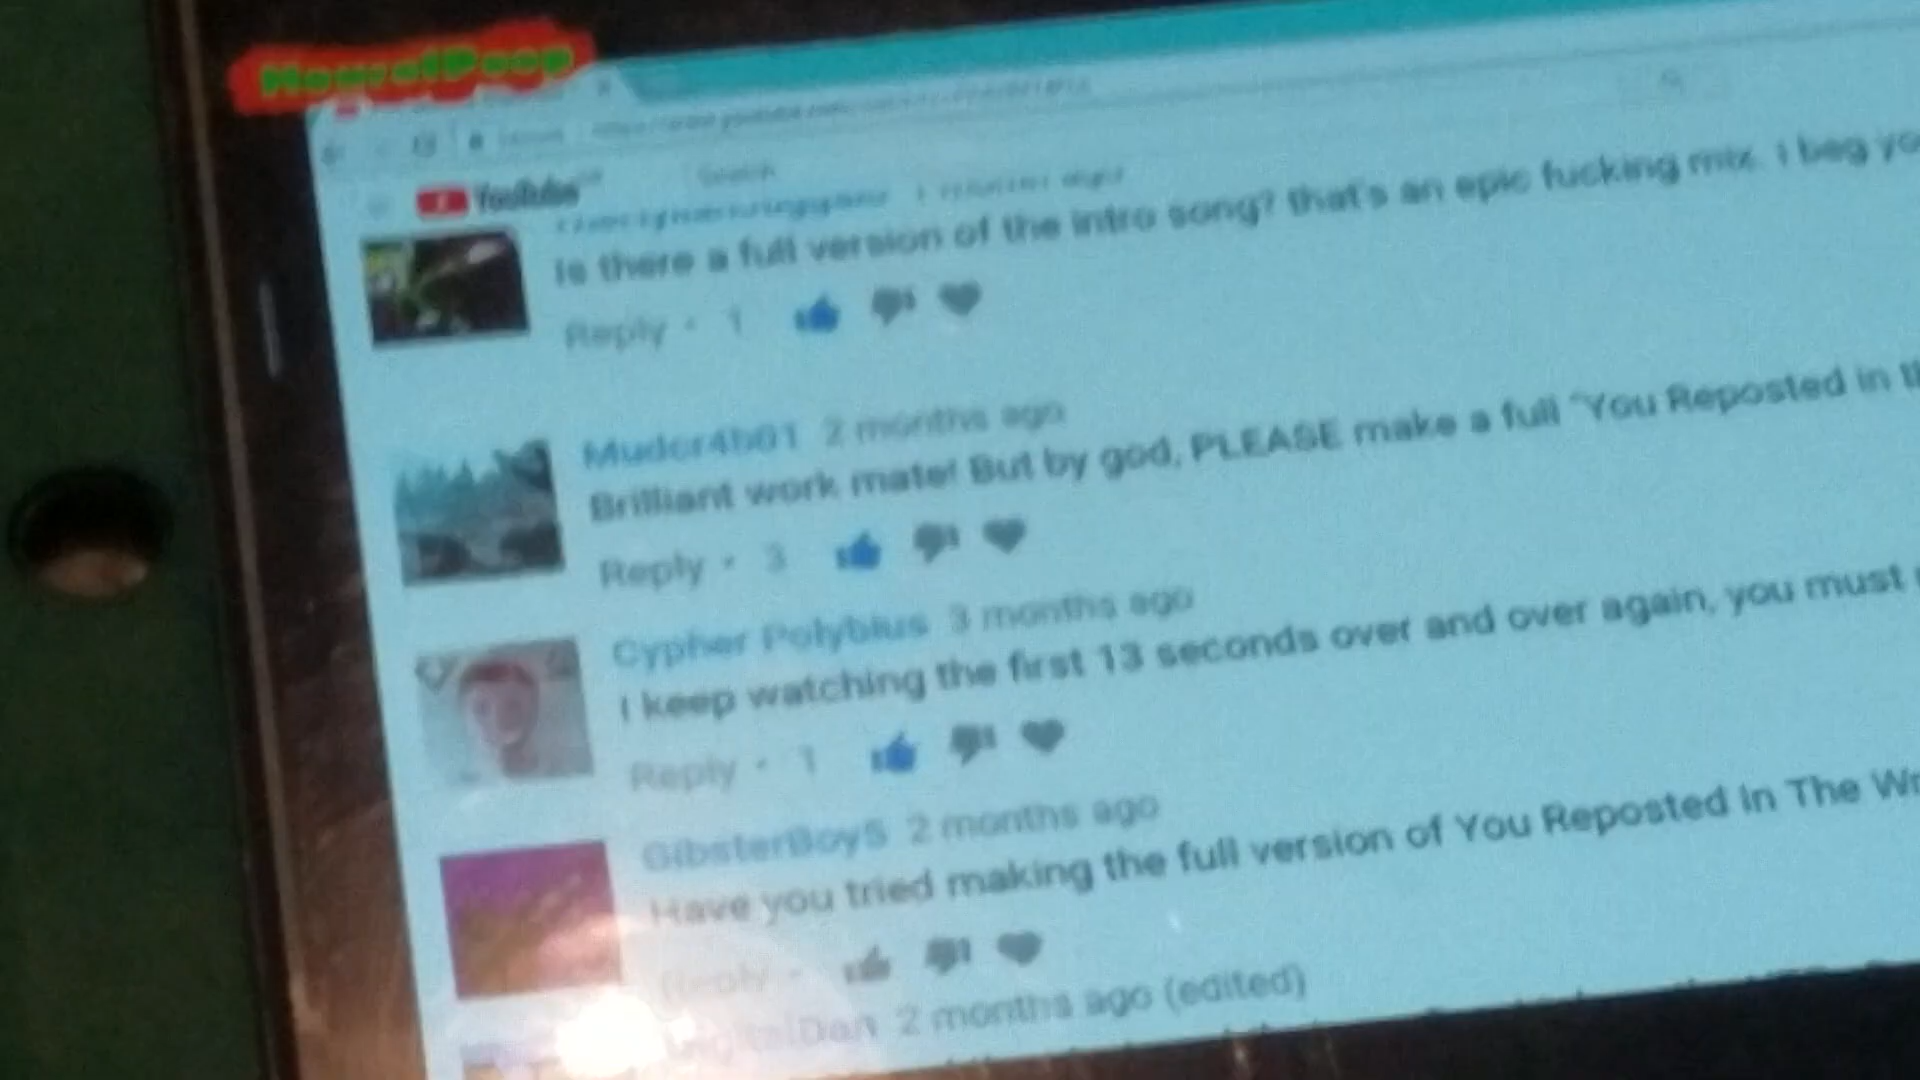 YouTube
Search
Is there a full version of the intro song? that's an epic fucking mix. I beg
Reply · 1
Muder4b01 2 months ago
Brilliant work mate! But by god, PLEASE make a full "You Reposted in
Reply · 3
Cypher Polybius 3 months ago
I keep watching the first 13 seconds over and over again, you must
Reply · 1
GibsterBoy5 2 months ago
Have you tried making the full version of You Reposted In The
Reply
2 months ago (edited)